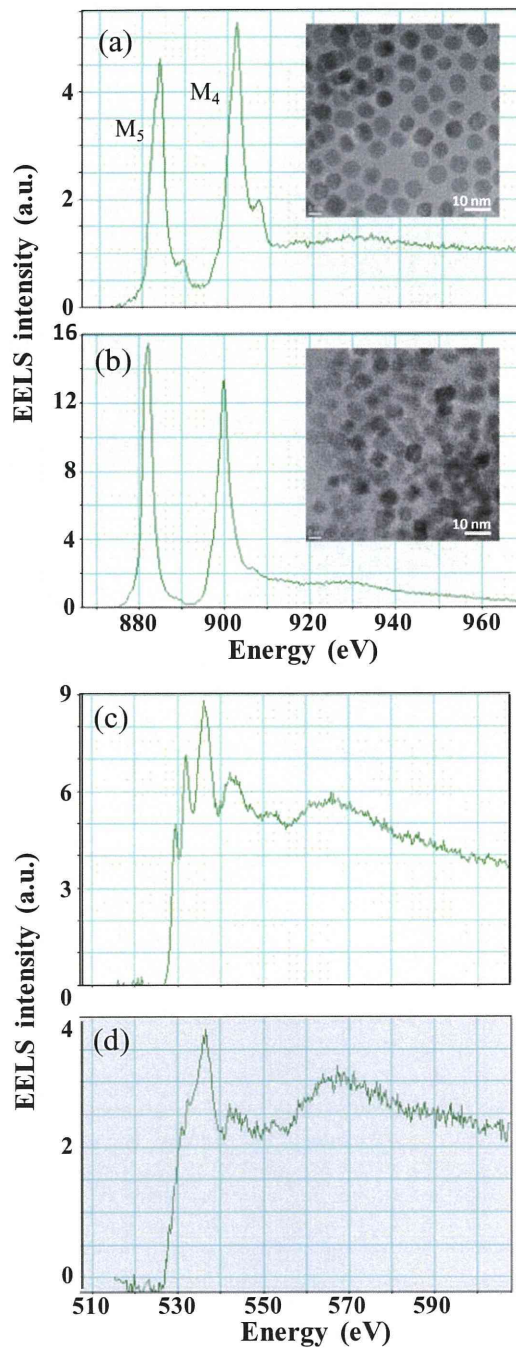 (a)
M5
M4
10 nm
4
2
0
EELS intensity (a.u.)
16
(b)
12
8
4
0
10 nm
880 900 920 940 960
Energy (eV)
9
(c)
6
3
0
EELS intensity (a.u.)
4
(d)
2
0
510 530 550 570 590
Energy (eV)